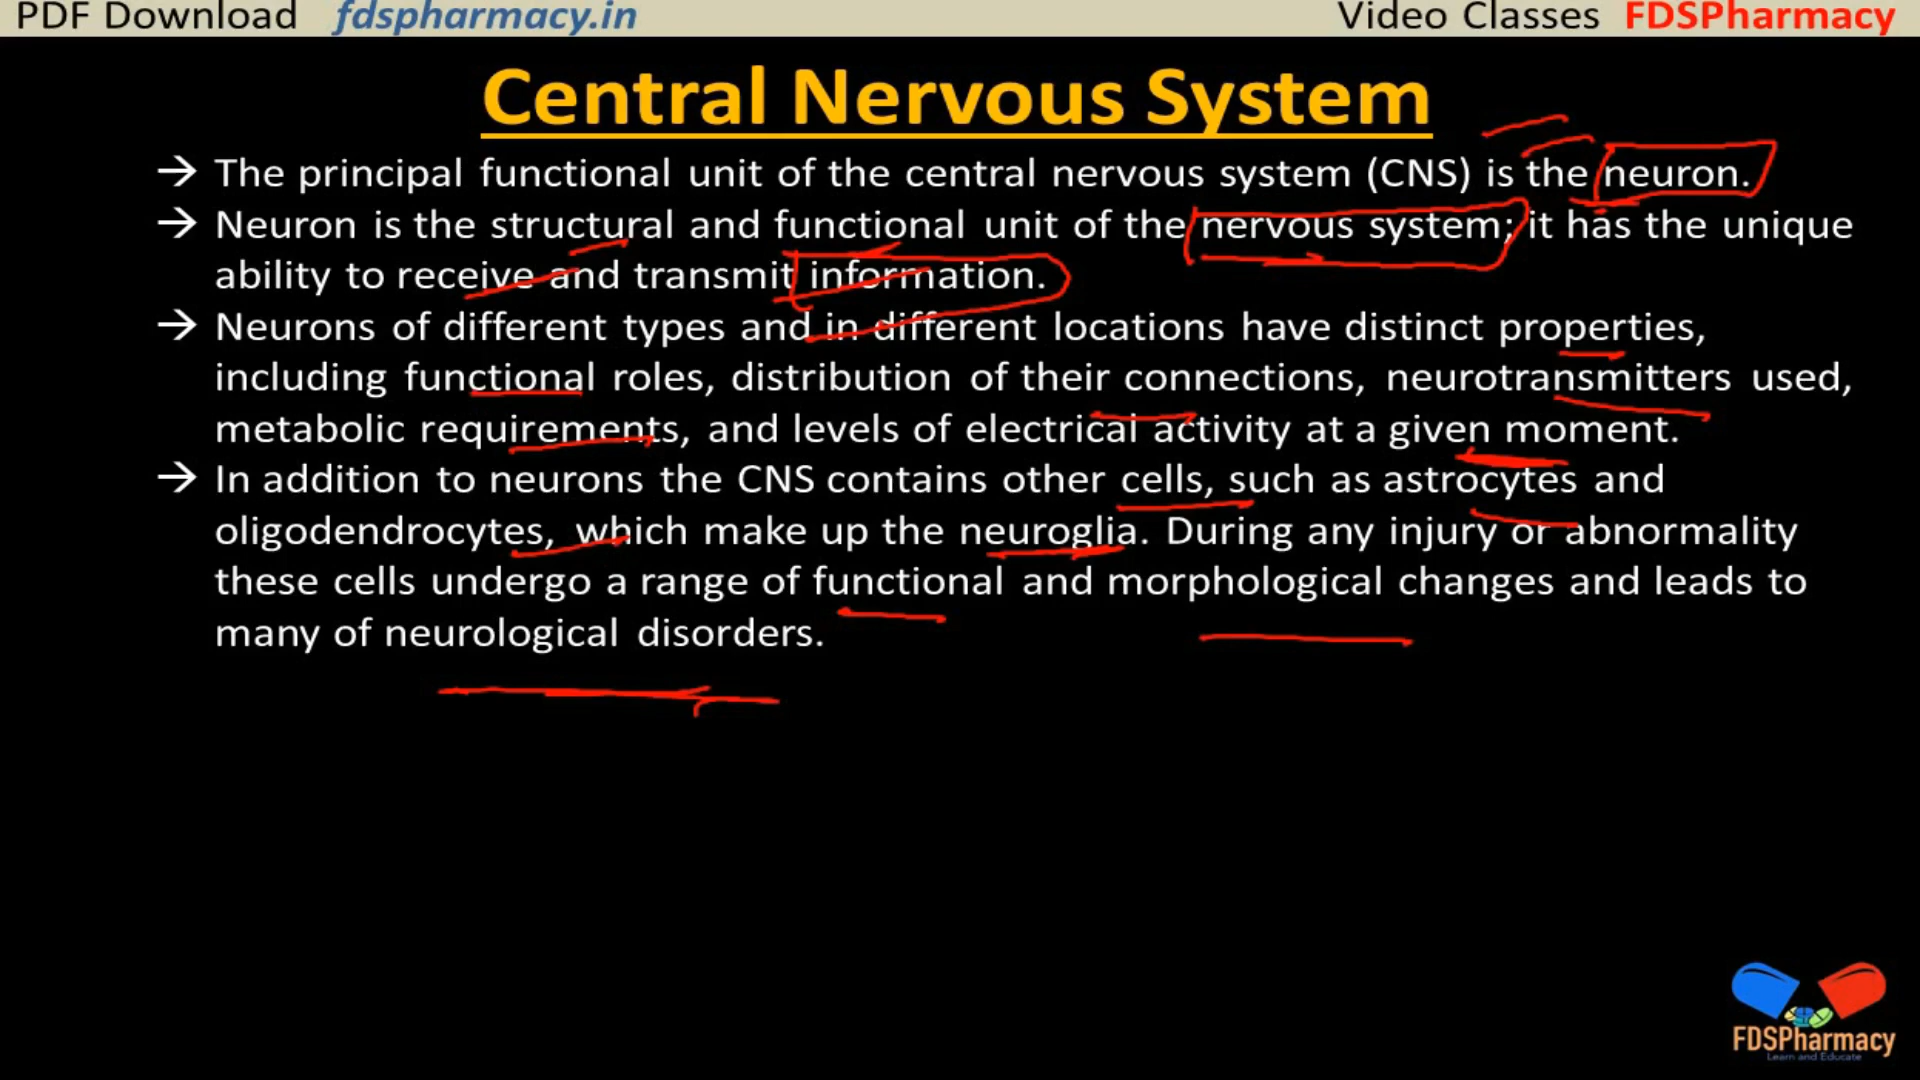 PDF Download fdspharmacy.in Video Classes FDSPharmacy
Central Nervous System
→ The principal functional unit of the central nervous system (CNS) is the neuron.
→ Neuron is the structural and functional unit of the nervous system; it has the unique
ability to receive and transmit information.
→ Neurons of different types and in different locations have distinct properties,
including functional roles, distribution of their connections, neurotransmitters used,
metabolic requirements, and levels of electrical activity at a given moment.
→ In addition to neurons the CNS contains other cells, such as astrocytes and
oligodendrocytes, which make up the neuroglia. During any injury or abnormality
these cells undergo a range of functional and morphological changes and leads to
many of neurological disorders.
FDSPharmacy
Learn and Educate